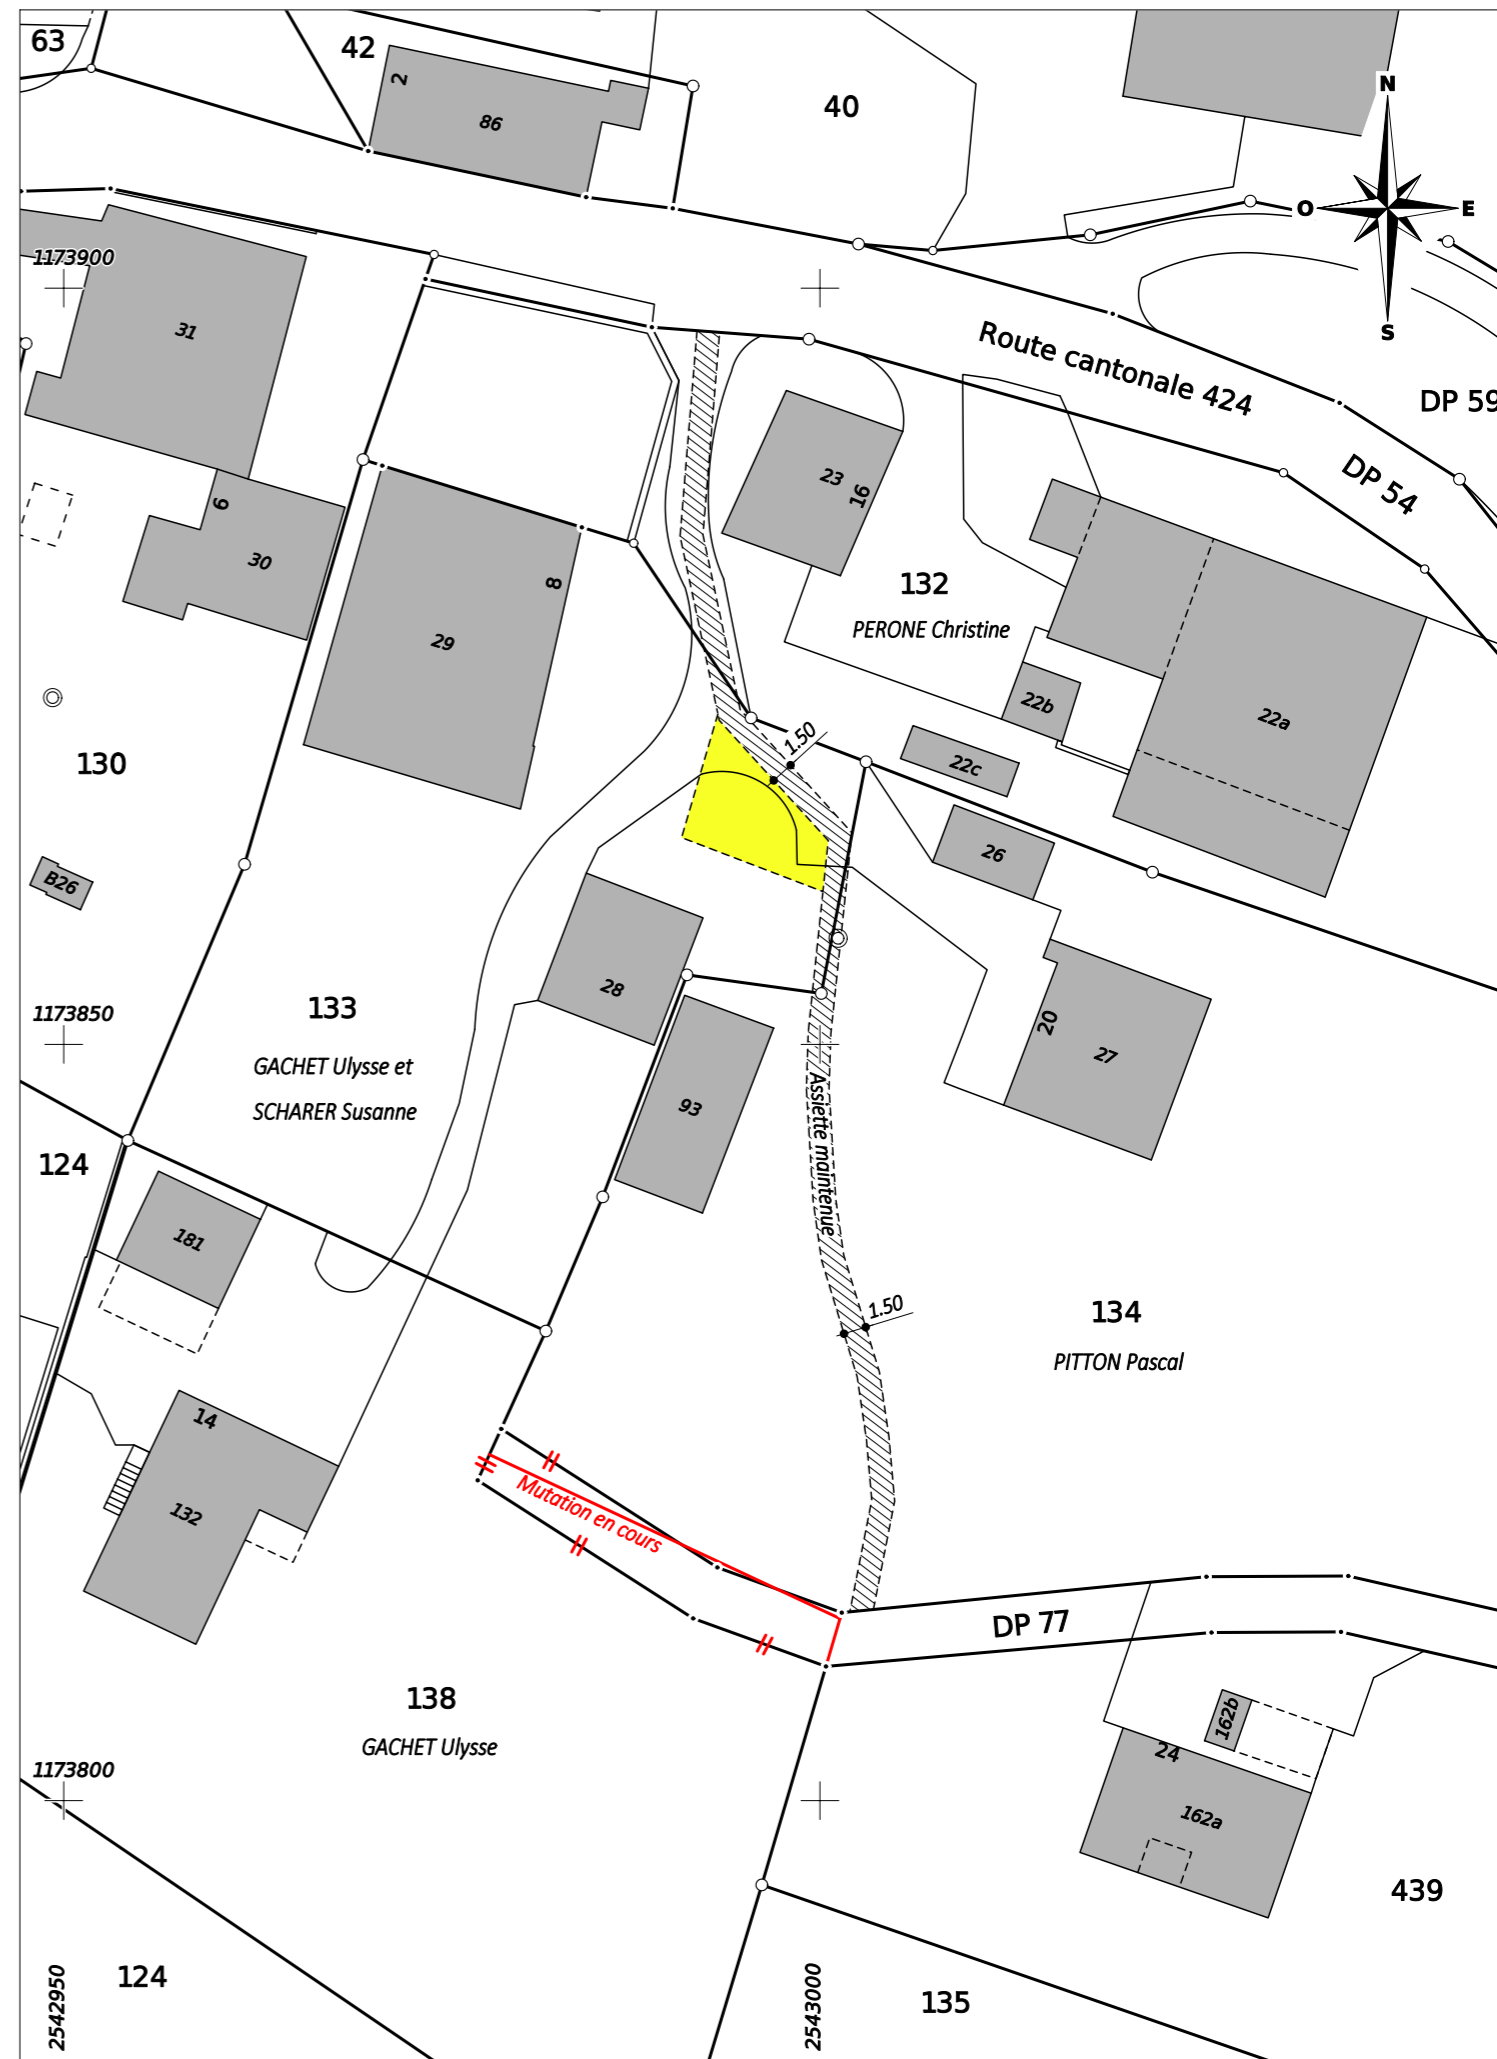 63
42
2
86
40
N
O
E
S
1173900
31
Route cantonale 424
DP 59
DP 54
23
16
6
30
29
8
132
PERONE Christine
22b
22a
1.50
22c
130
26
B26
28
133
1173850
GACHET Ulysse et
SCHARER Susanne
20
27
93
Assiette maintenue
124
181
1.50
134
PITTON Pascal
14
132
Mutation en cours
DP 77
138
GACHET Ulysse
162b
24
162a
1173800
439
124
2542950
2543000
135